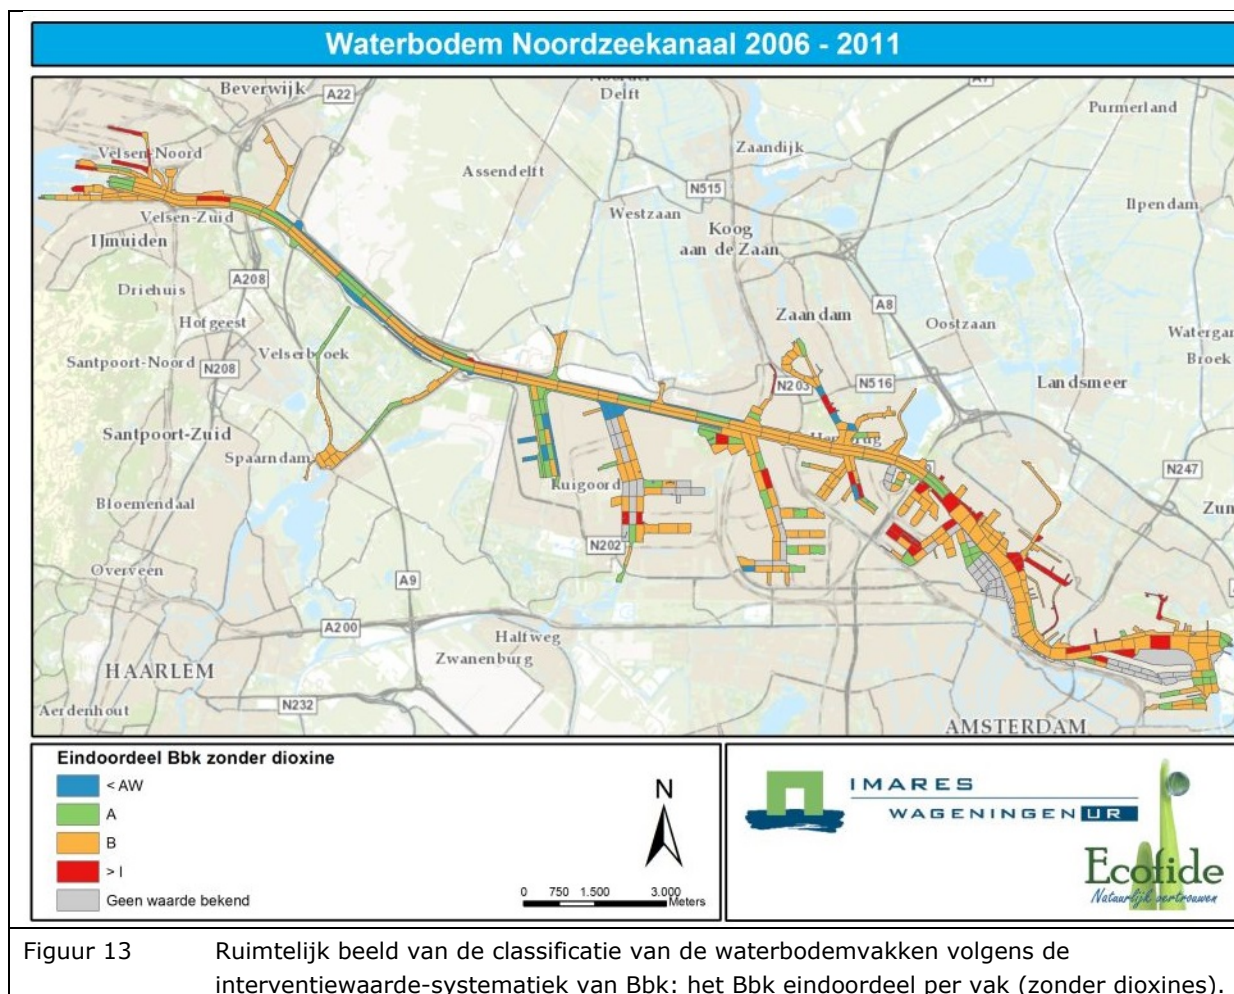 Waterbodem Noordzeekanaal 2006 - 2011
Beverwijk
A22
Delft
A7
Purmerland
Velsen-Noord
Zaandijk
Assendelft
N515
Westzaan
Ilpendam
Velsen-Zuid
Koog
aan de Zaan
IJmuiden
A208
Driehuis
A8
Hofgeest
Zaandam
Oostzaan
Watergan
Velserbroek
Broek
Santpoort-Noord
N208
N203
N516
Landsmeer
Santpoort-Zuid
Spaarndam
N247
Ruigoord
Bloemendaal
Zun
N202
Overveen
A9
A200
Halfweg
Zwanenburg
HAARLEM
N232
Aerdenhout
AMSTERDAM
Eindoordeel Bbk zonder dioxine
< AW
A
B
> I
Geen waarde bekend
N
0 750 1.500 3.000
Meters
IMARES
WAGENINGEN UR
Ecofide
Natuurlijk vertrouwen
Figuur 13 Ruimtelijk beeld van de classificatie van de waterbodemvakken volgens de
interventiewaarde-systematiek van Bbk: het Bbk eindoordeel per vak (zonder dioxines).